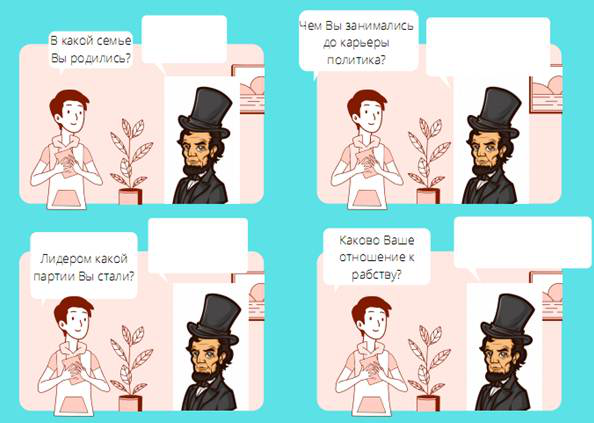 В какой семье
Вы родились?
Чем Вы занимались
до карьеры
политика?
Лидером какой
партии Вы стали?
Каково Ваше
отношение к
рабству?